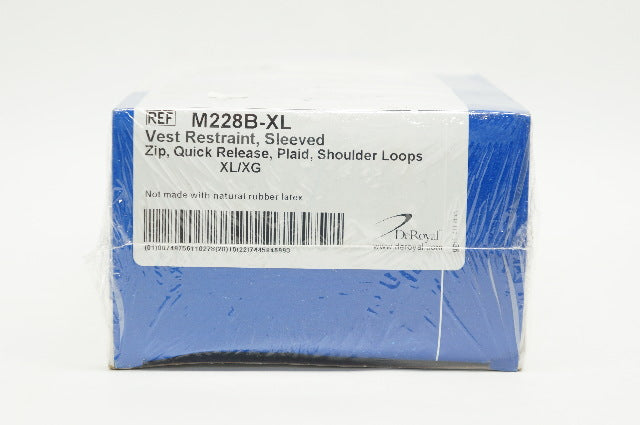 REF M228B-XL
Vest Restraint, Sleeved
Zip, Quick Release, Plaid, Shoulder Loops
XL/XG
Not made with natural rubber latex
DeRoyal
www.deroyal.com